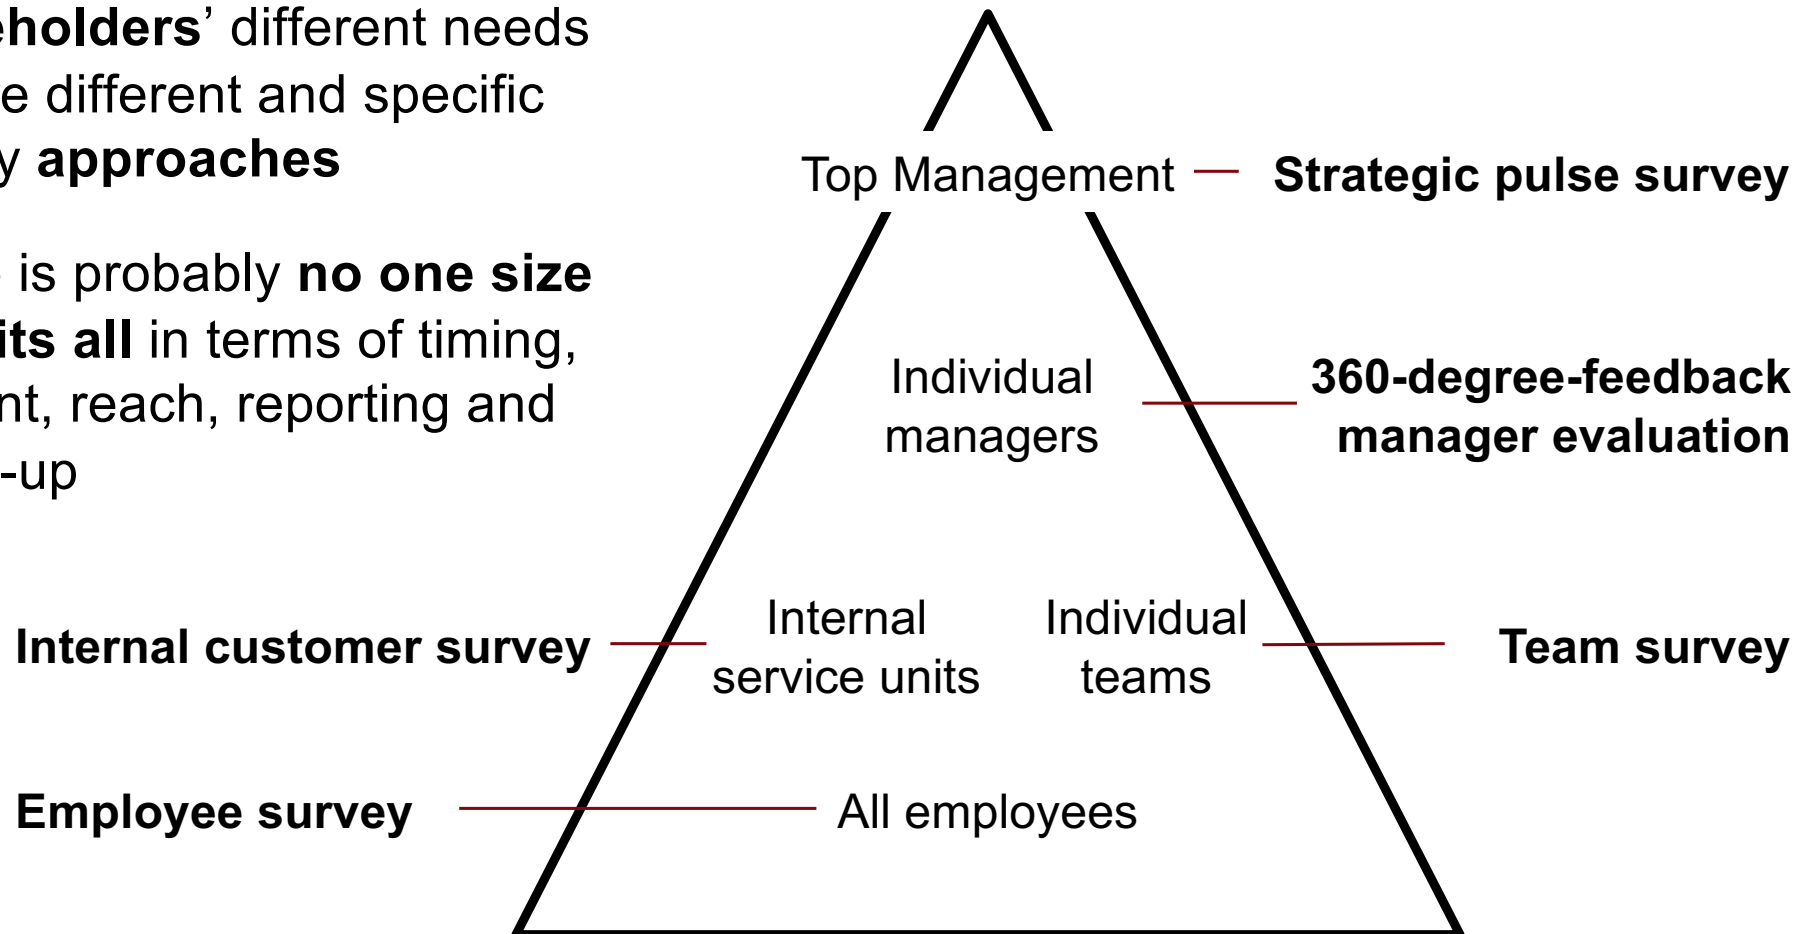 eholders’ different needs
e different and specific
y approaches
is probably no one size
its all in terms of timing,
nt, reach, reporting and
-up
Top Management
Strategic pulse survey
Individual
managers
360-degree-feedback
manager evaluation
Internal customer survey
Internal
service units
Individual
teams
Team survey
Employee survey
All employees